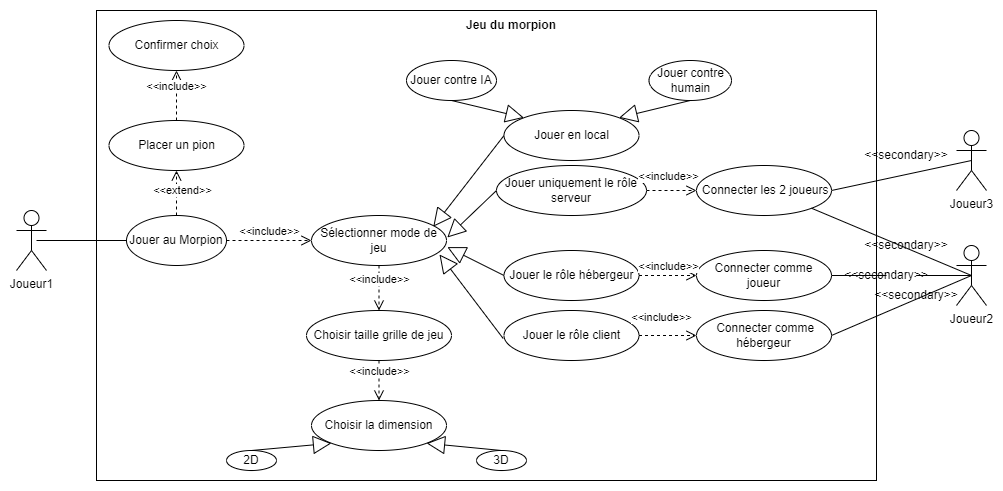 Jeu du morpion
Confirmer choix
<<include>>
Placer un pion
<<extend>>
Jouer au Morpion
Joueur1
<<include>>
Sélectionner mode de
jeu
<<include>>
Choisir taille grille de jeu
<<include>>
Choisir la dimension
2D
3D
Jouer contre IA
Jouer contre
humain
Jouer en local
Jouer uniquement le rôle
serveur
<<include>>
Connecter les 2 joueurs
<<secondary>>
Joueur3
Jouer le rôle hébergeur
<<include>>
Connecter comme
joueur
<<secondary>>
<<secondary>>
<<secondary>>
Joueur2
Jouer le rôle client
<<include>>
Connecter comme
hébergeur